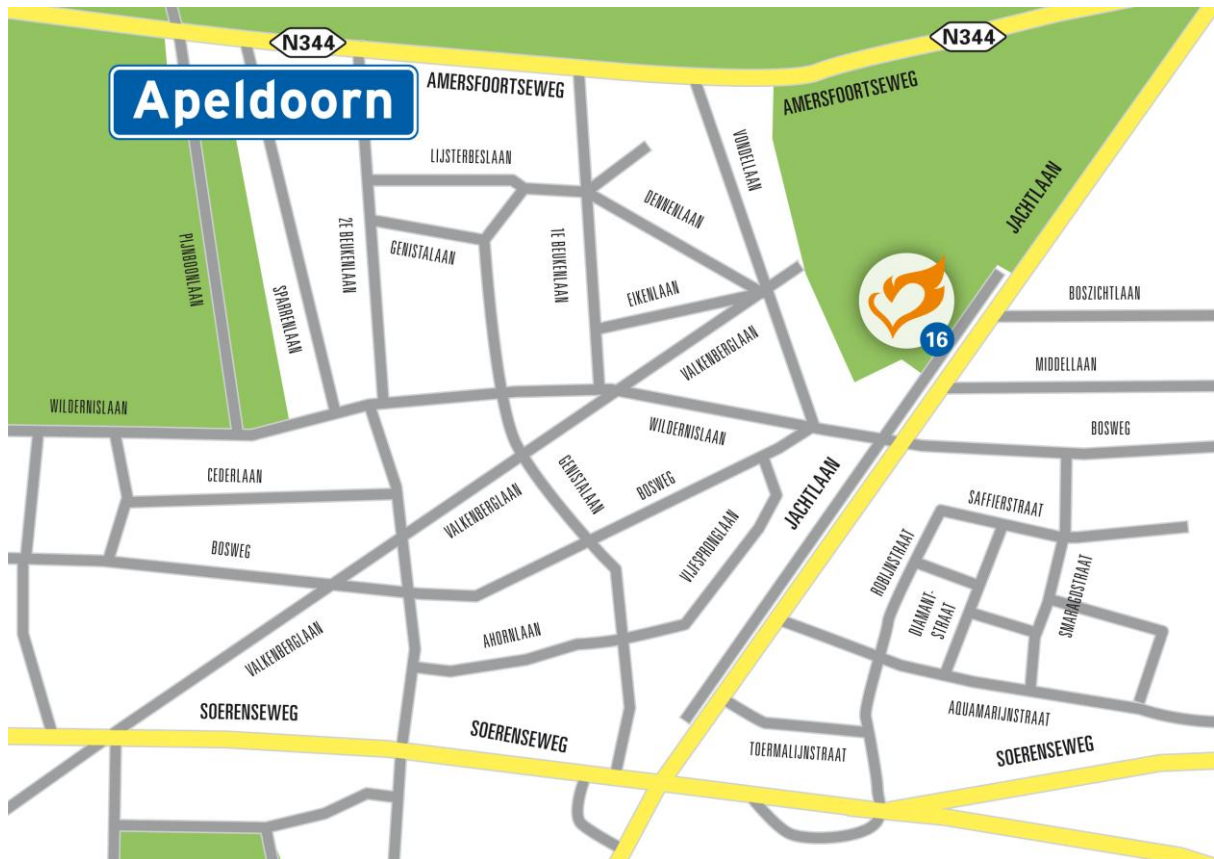 N344
N344
Apeldoorn
AMERSFOORTSEWEG
AMERSFOORTSEWEG
VONDELLAAN
LIJSTERBESLAAN
JACHTLAAN
DENNENLAAN
2E BEUKENLAAN
1E BEUKENLAAN
PIJNBOOMLAAN
GENISTALAAN
SPARRENLAAN
EIKENLAAN
BOSZICHTLAAN
16
VALKENBERGLAAN
MIDDELLAAN
WILDERNISLAAN
WILDERNISLAAN
BOSWEG
CEDERLAAN
GENISTALAAN
BOSWEG
JACHTLAAN
SAFFIERSTRAAT
VALKENBERGLAAN
BOSWEG
VIJFSPRONGLAAN
ROBIJNSTRAAT
DIAMANT-
STRAAT
SMARAGDSTRAAT
VALKENBERGLAAN
AHORNLAAN
SOERENSEWEG
SOERENSEWEG
AQUAMARIJNSTRAAT
TOERMALIJNSTRAAT
SOERENSEWEG